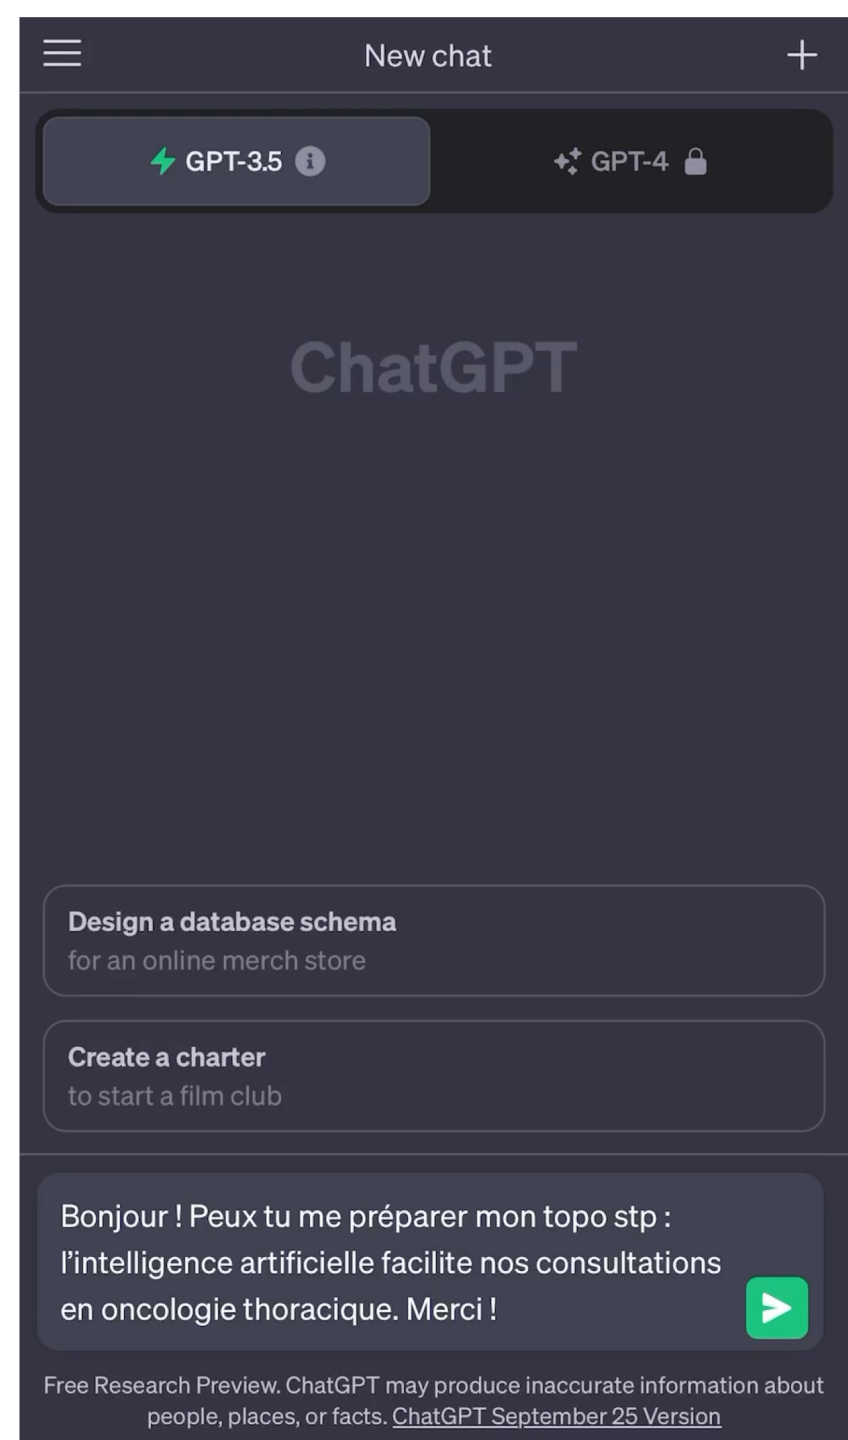 New chat
GPT-3.5
GPT-4
ChatGPT
Design a database schema
for an online merch store
Create a charter
to start a film club
Bonjour ! Peux tu me préparer mon topo stp :
l’intelligence artificielle facilite nos consultations
en oncologie thoracique. Merci !
Free Research Preview. ChatGPT may produce inaccurate information about
people, places, or facts. ChatGPT September 25 Version